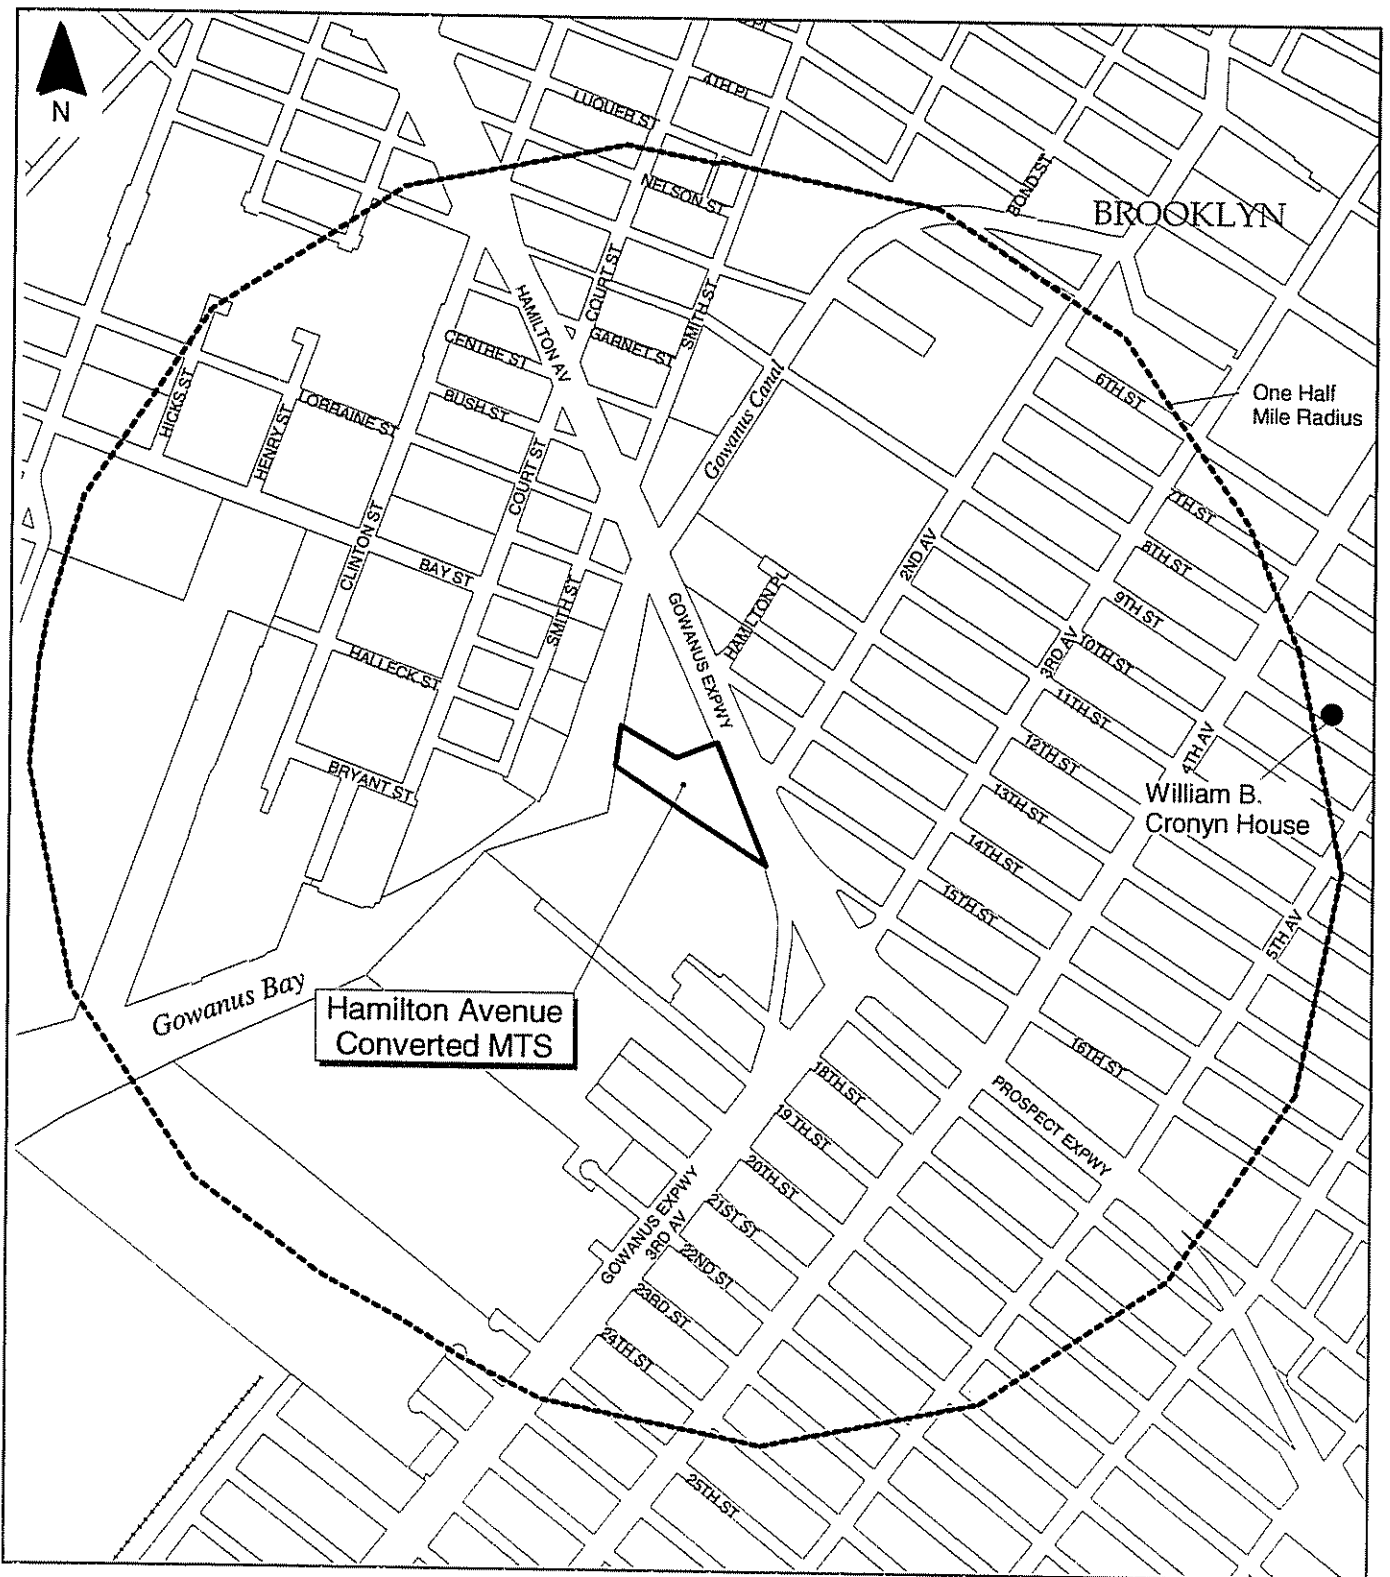 N
4TH PL
LUQUER ST
NELSON ST
BOND ST
BROOKLYN
COURT ST
HAMILTON AV
SMITH ST
GARNET ST
CENTRE ST
BUSH ST
HICKS ST
HENRY ST
LORRAINE ST
Gowanus Canal
6TH ST
One Half
Mile Radius
COURT ST
CLINTON ST
7TH ST
2ND AV
8TH ST
BAY ST
9TH ST
SMITH ST
GOWANUS EXPWY
HAMILTON PL
3RD AV
10TH ST
HALLECK ST
11TH ST
12TH ST
4TH AV
BRYANT ST
13TH ST
William B.
Cronyn House
14TH ST
15TH ST
5TH AV
Gowanus Bay
Hamilton Avenue
Converted MTS
16TH ST
18TH ST
PROSPECT EXPWY
19TH ST
20TH ST
21ST ST
GOWANUS EXPWY
3RD AV
22ND ST
23RD ST
24TH ST
25TH ST